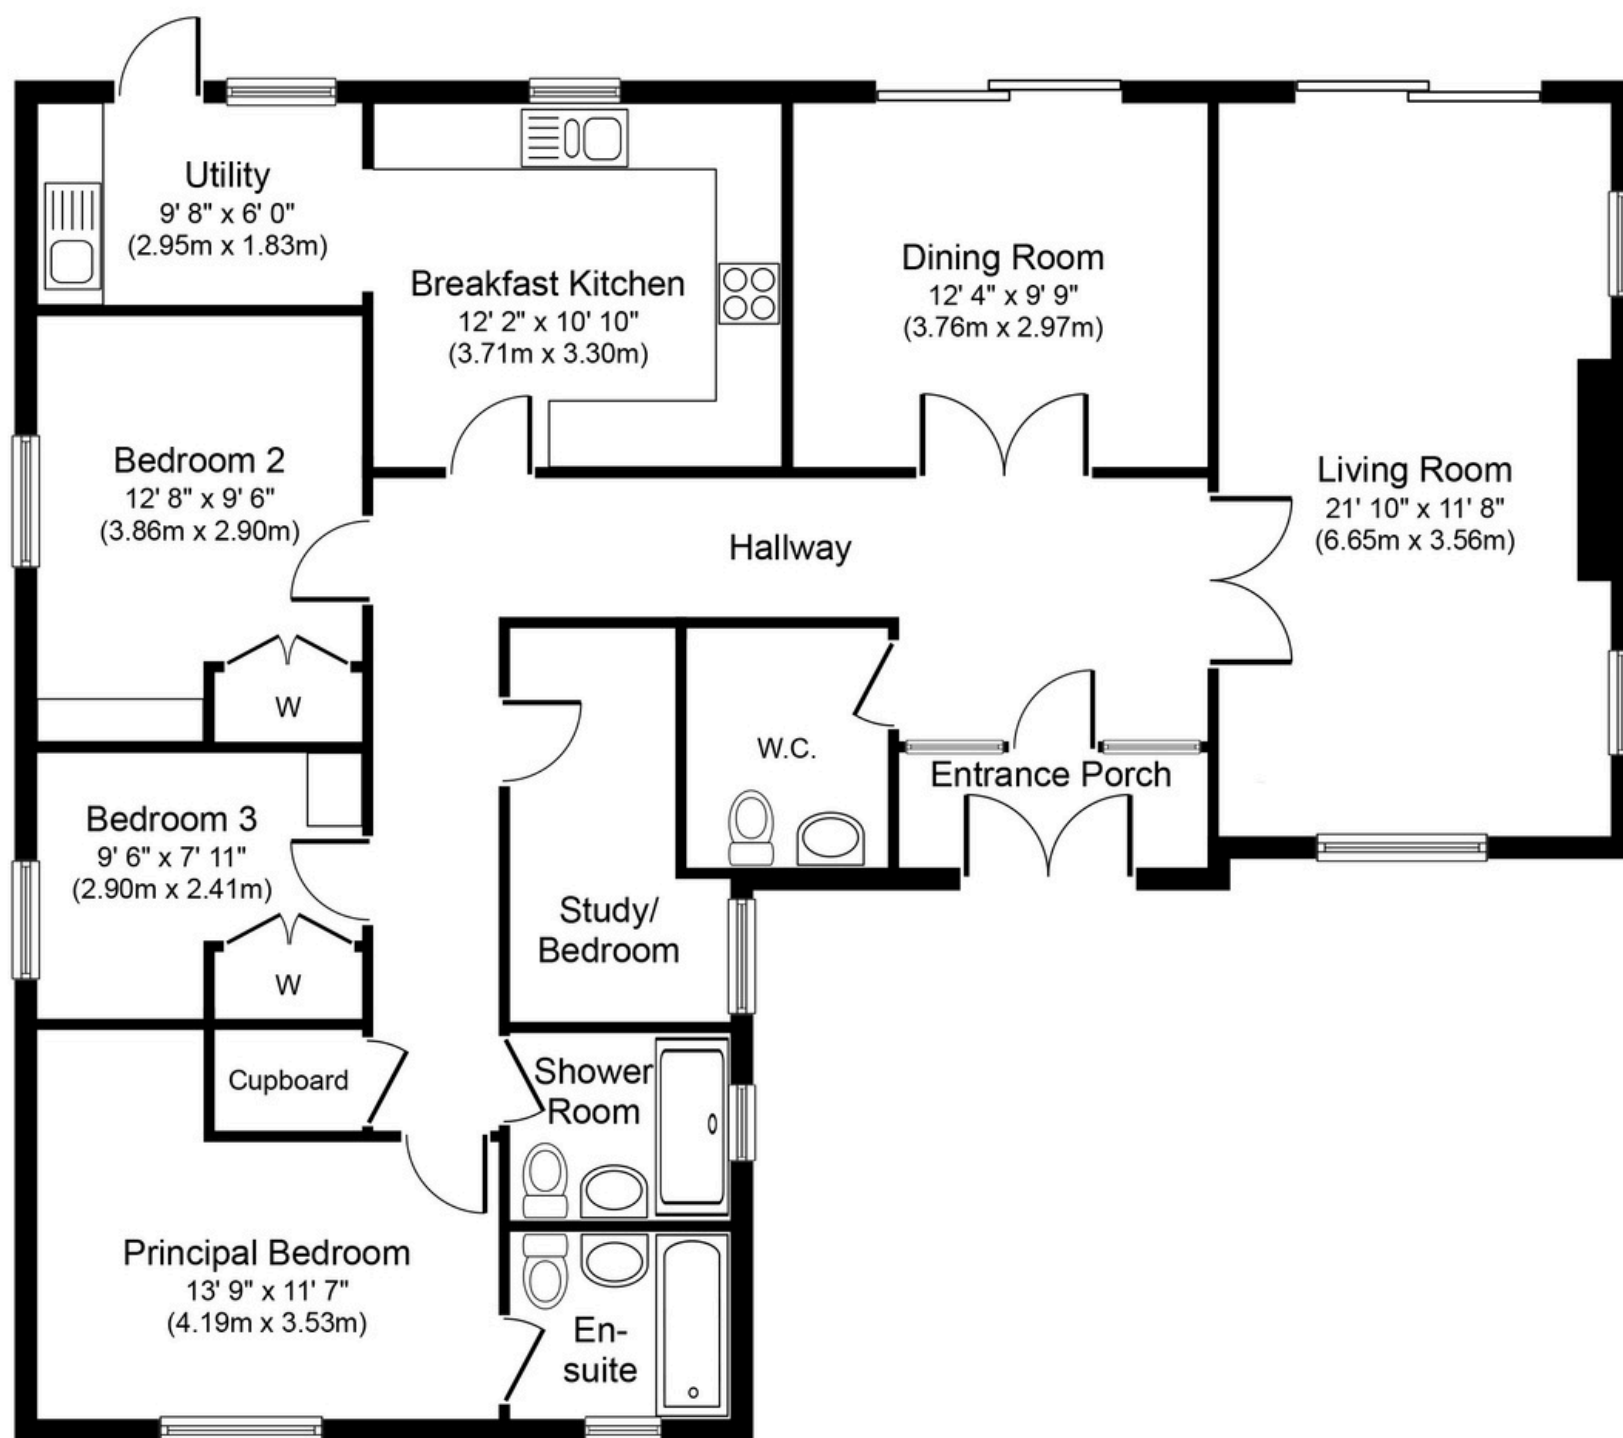 Utility
9' 8" x 6' 0"
(2.95m x 1.83m)
Breakfast Kitchen
12' 2" x 10' 10"
(3.71m x 3.30m)
Dining Room
12' 4" x 9' 9"
(3.76m x 2.97m)
Living Room
21' 10" x 11' 8"
(6.65m x 3.56m)
Bedroom 2
12' 8" x 9' 6"
(3.86m x 2.90m)
Hallway
W
W.C.
Entrance Porch
Bedroom 3
9' 6" x 7' 11"
(2.90m x 2.41m)
W
Study/
Bedroom
Cupboard
Shower
Room
Principal Bedroom
13' 9" x 11' 7"
(4.19m x 3.53m)
En-
suite